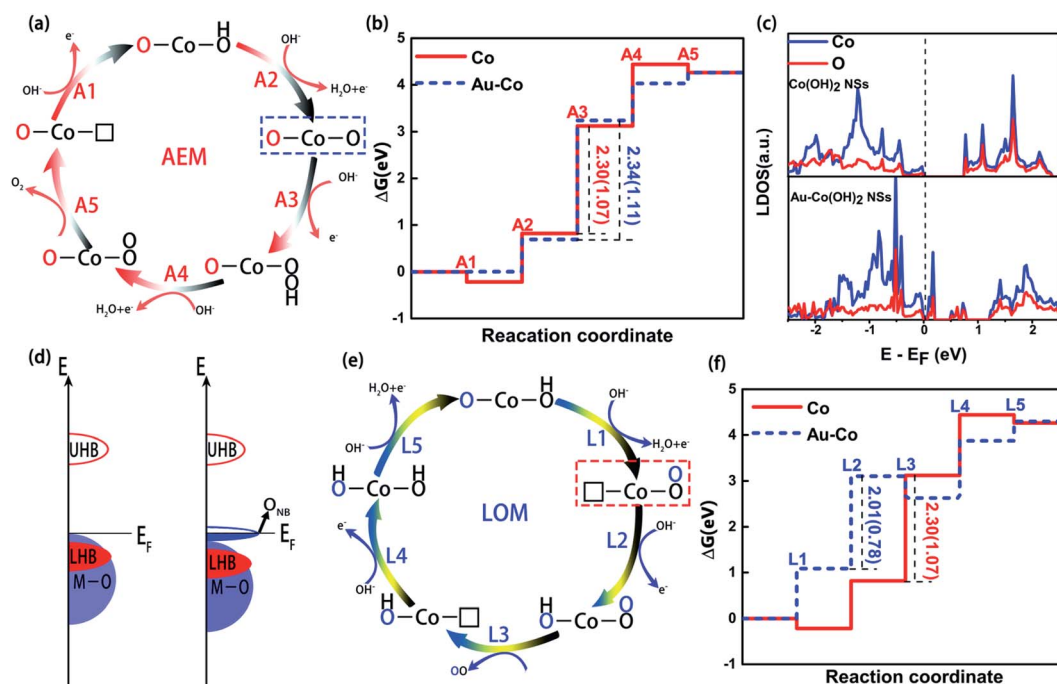 (a)
e⁻
O-Co-O
H
OH⁻
A1
A2
OH⁻
H₂O+e⁻
O-Co-□
AEM
O-Co-O
O₂
A5
A3
OH⁻
e⁻
O-Co-O
O
A4
O-Co-O
O
H
H₂O+e⁻
OH⁻
(b)
5
4
3
2
1
0
-1
ΔG(eV)
Co
Au-Co
A1
A2
A3
A4
A5
2.30(1.07)
2.34(1.11)
Reacation coordinate
(c)
Co
O
Co(OH)2 NSs
Au-Co(OH)2 NSs
LDOS(a.u.)
-2
-1
0
1
2
E - EF (eV)
(d)
E
UHB
EF
LHB
M-O
E
UHB
ONB
EF
LHB
M-O
(e)
H₂O+e⁻
O-Co-O
H
OH⁻
OH⁻
L5
L1
H₂O+e⁻
H
O-Co-O
H
LOM
□-Co-O
O
e⁻
L4
L2
OH⁻
OH⁻
e⁻
H
O-Co-□
L3
H
O-Co-O
O
OO
(f)
5
4
3
2
1
0
-1
ΔG(eV)
Co
Au-Co
L1
L2
L3
L4
L5
2.01(0.78)
2.30(1.07)
Reaction coordinate